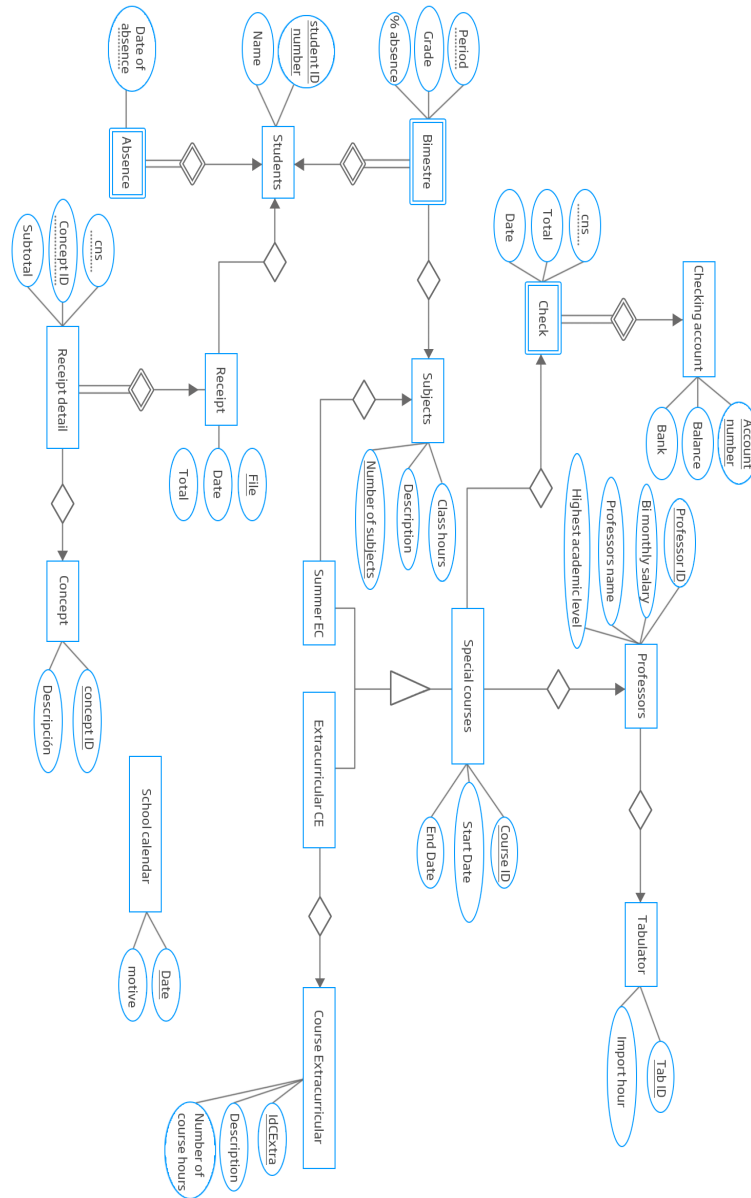 Account
number
Balance
Bank
Checking account
cns
Total
Date
Check
Professor ID
Bi monthly salary
Professors name
Highest academic level
Professors
Tabulator
Tab ID
Import hour
Period
Grade
% absence
Bimestre
Subjects
Class hours
Description
Number of subjects
Special courses
Course ID
Start Date
End Date
student ID
number
Name
Students
Summer EC
Extracurricular CE
Course Extracurricular
IdCExtra
Description
Number of
course hours
Date of
absence
Absence
Receipt
File
Date
Total
cns
Concept ID
Subtotal
Receipt detail
Concept
concept ID
Descripción
School calendar
Date
motive